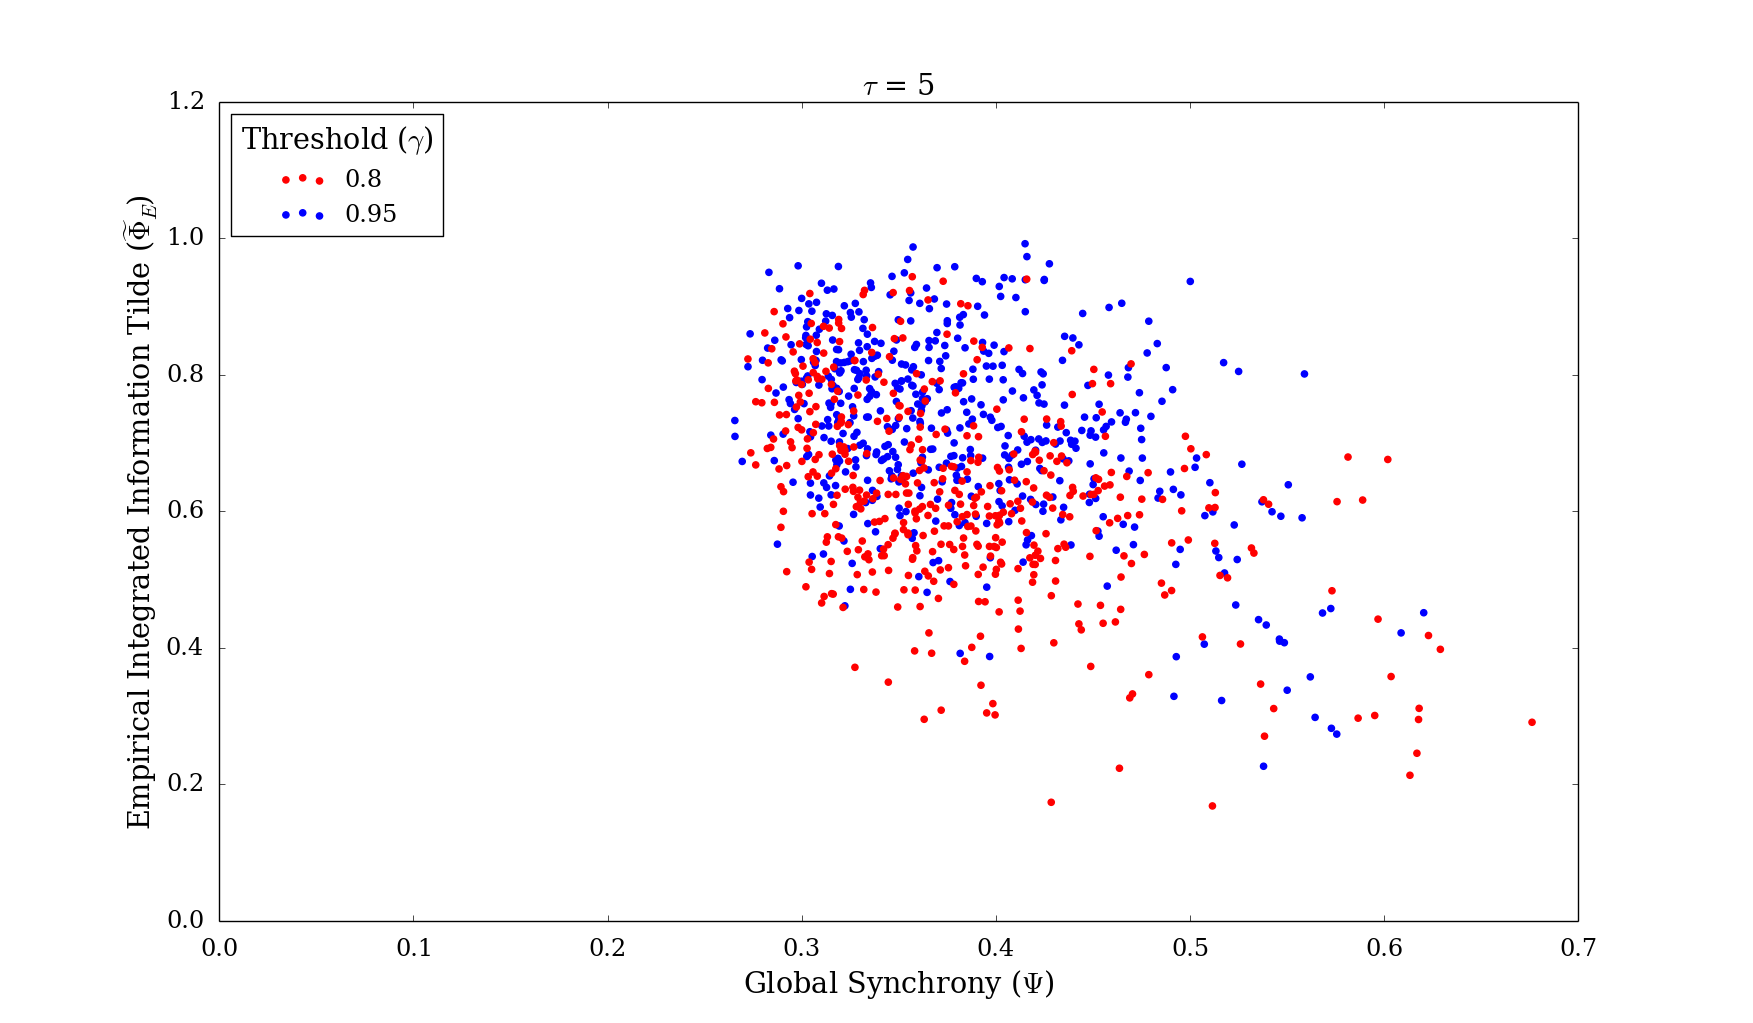 τ = 5
Threshold (γ)
0.8
0.95
Empirical Integrated Information Tilde (Φ̃_E)
1.2
1.0
0.8
0.6
0.4
0.2
0.0
0.0 0.1 0.2 0.3 0.4 0.5 0.6 0.7
Global Synchrony (Ψ)